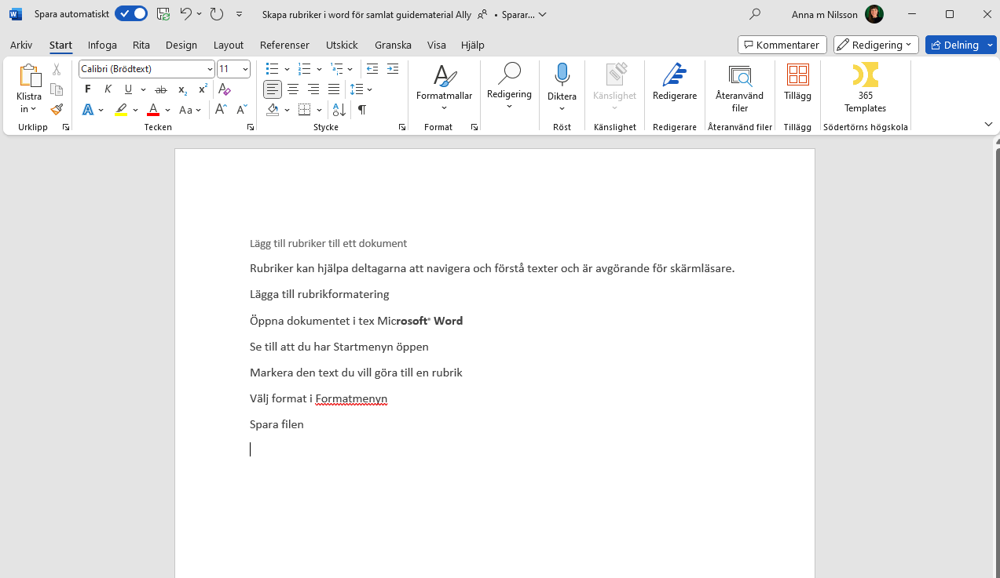 Spara automatiskt
Skapa rubriker i word för samlat guidematerial Ally • Sparar...
Anna m Nilsson
Arkiv Start Infoga Rita Design Layout Referenser Utskick Granska Visa Hjälp
Kommentarer Redigering Delning
Klistra in
Urklipp
Calibri (Brödtext) 11
F K U ab x₂ x² A
A A Aa A A
Tecken
Stycke
Formatmallar
Format
Redigering
Diktera
Röst
Känslighet
Känslighet
Redigerare
Redigerare
Återanvänd filer
Återanvänd filer
Tillägg
Tillägg
365 Templates
Södertörns högskola
Lägg till rubriker till ett dokument
Rubriker kan hjälpa deltagarna att navigera och förstå texter och är avgörande för skärmläsare.
Lägga till rubrikformatering
Öppna dokumentet i tex Microsoft® Word
Se till att du har Startmenyn öppen
Markera den text du vill göra till en rubrik
Välj format i Formatmenyn
Spara filen